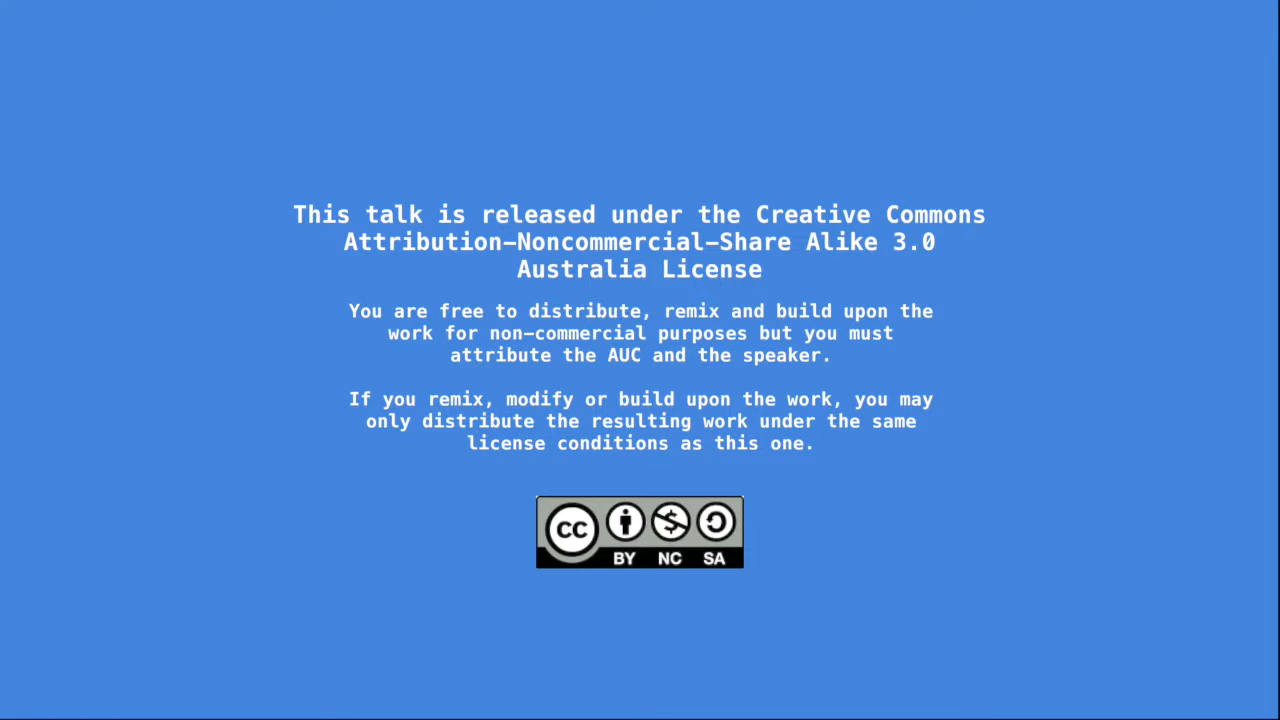 This talk is released under the Creative Commons
Attribution–Noncommercial–Share Alike 3.0
Australia License
You are free to distribute, remix and build upon the
work for non–commercial purposes but you must
attribute the AUC and the speaker.
If you remix, modify or build upon the work, you may
only distribute the resulting work under the same
license conditions as this one.
CC
BY NC SA